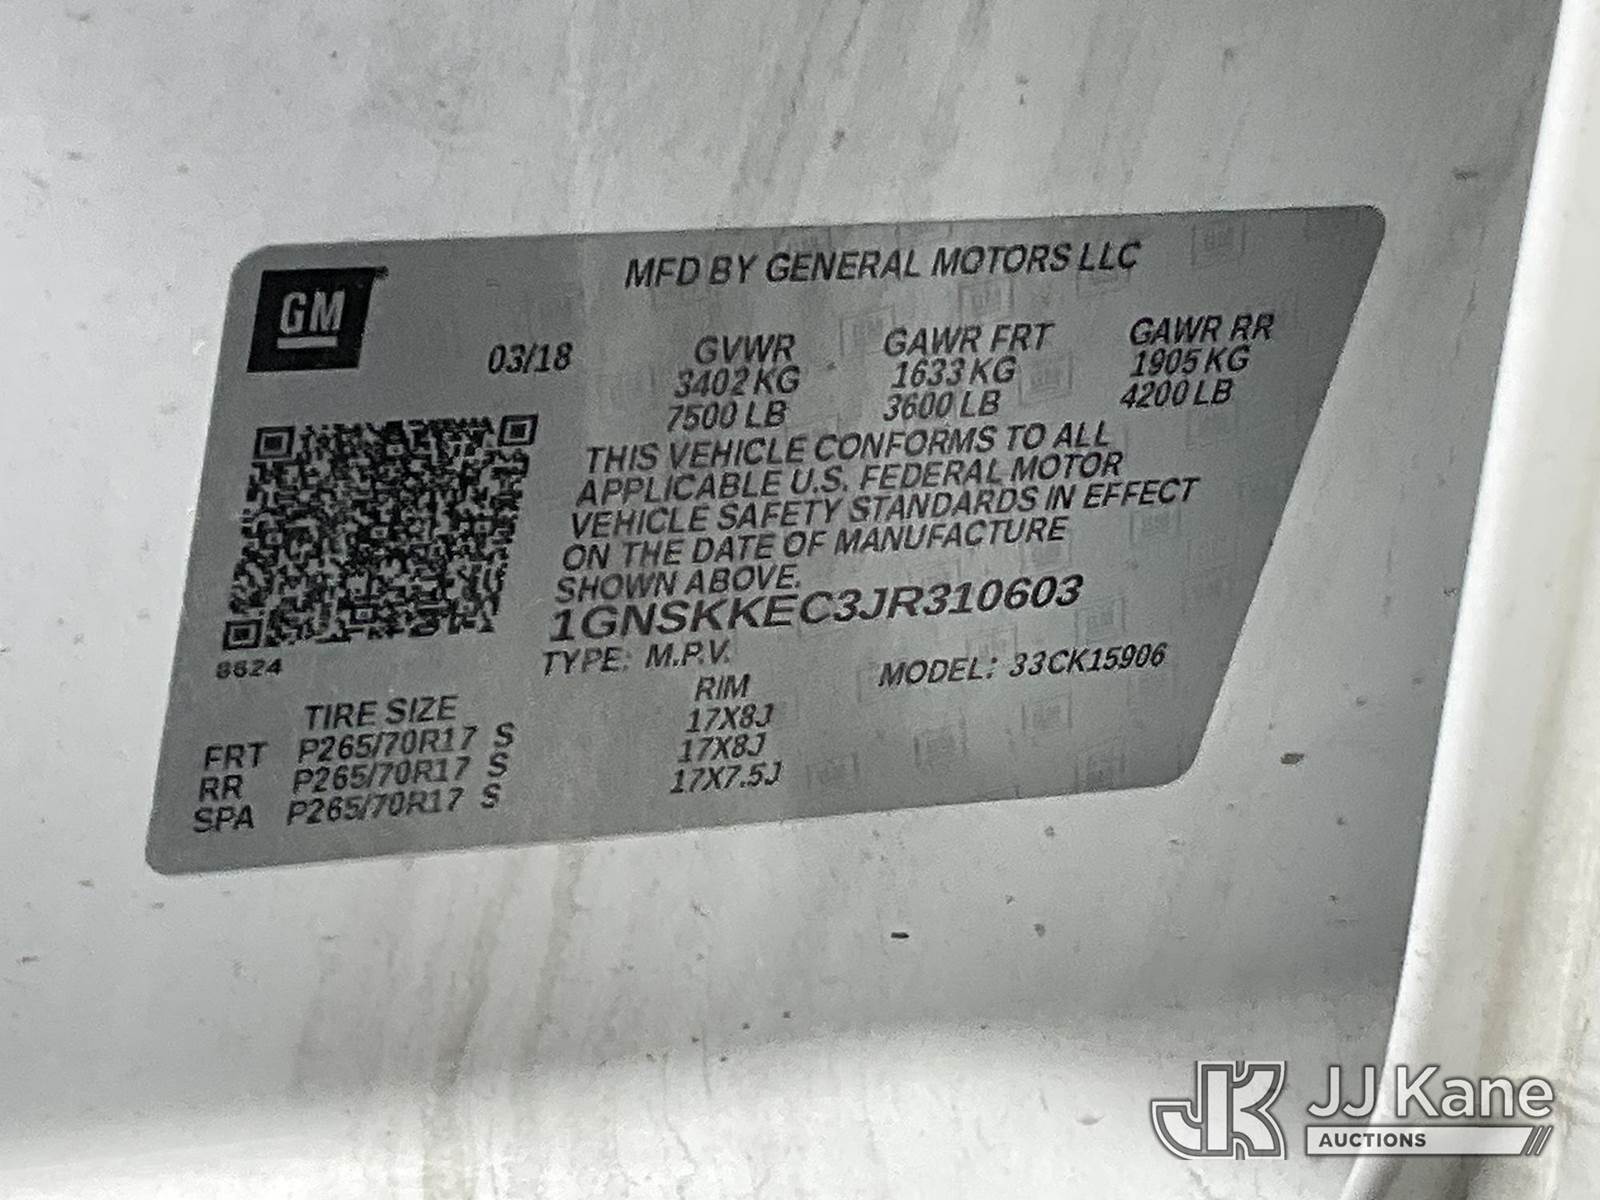 GM
MFD BY GENERAL MOTORS LLC
03/18
GVWR GAWR FRT GAWR RR
3402 KG 1633 KG 1905 KG
7500 LB 3600 LB 4200 LB
THIS VEHICLE CONFORMS TO ALL
APPLICABLE U.S. FEDERAL MOTOR
VEHICLE SAFETY STANDARDS IN EFFECT
ON THE DATE OF MANUFACTURE
SHOWN ABOVE.
1GNSKKEC3JR310603
8624
TYPE: M.P.V. MODEL: 33CK15906
TIRE SIZE RIM
FRT P265/70R17 S 17X8J
RR P265/70R17 S 17X8J
SPA P265/70R17 S 17X7.5J
JK JJ Kane
AUCTIONS